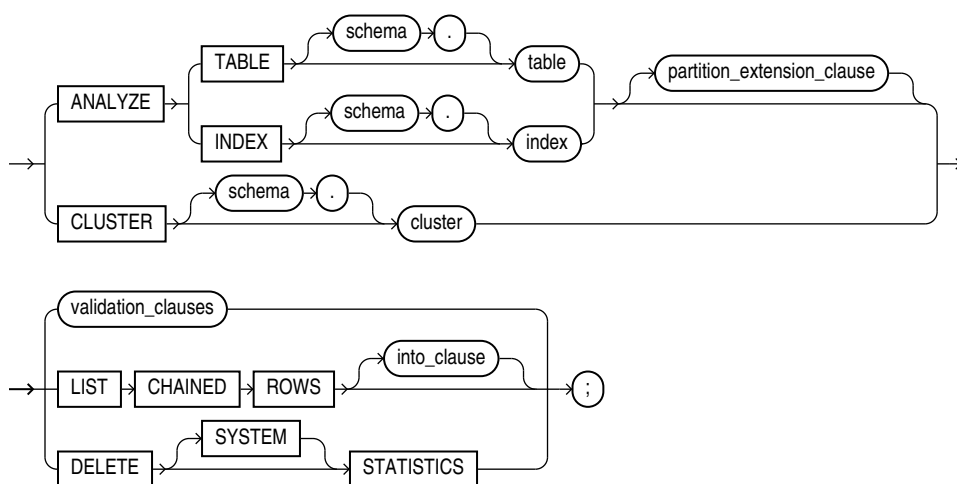 schema .
TABLE table partition_extension_clause
ANALYZE
schema .
INDEX index
schema .
CLUSTER cluster
validation_clauses
into_clause
LIST CHAINED ROWS ;
SYSTEM
DELETE STATISTICS